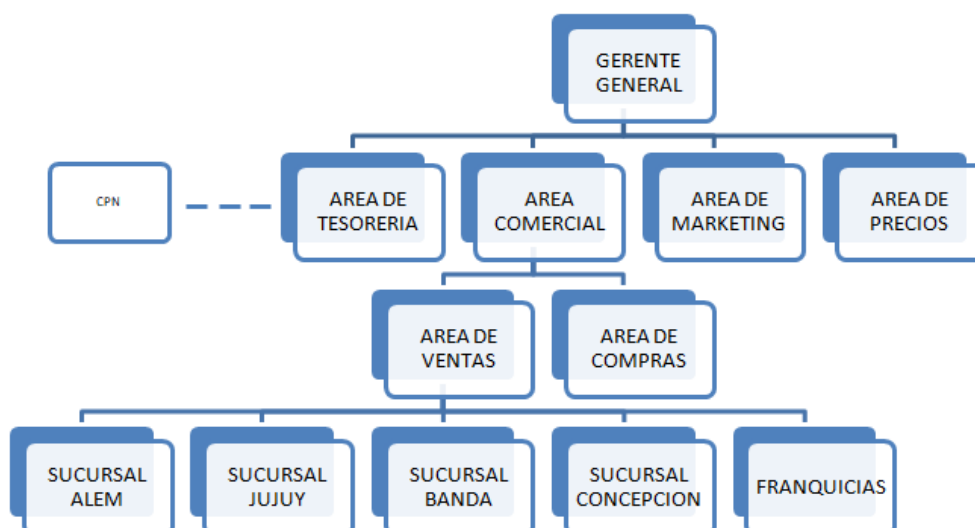 GERENTE
GENERAL
CPN
AREA DE
TESORERIA
AREA
COMERCIAL
AREA DE
MARKETING
AREA DE
PRECIOS
AREA DE
VENTAS
AREA DE
COMPRAS
SUCURSAL
ALEM
SUCURSAL
JUJUY
SUCURSAL
BANDA
SUCURSAL
CONCEPCION
FRANQUICIAS